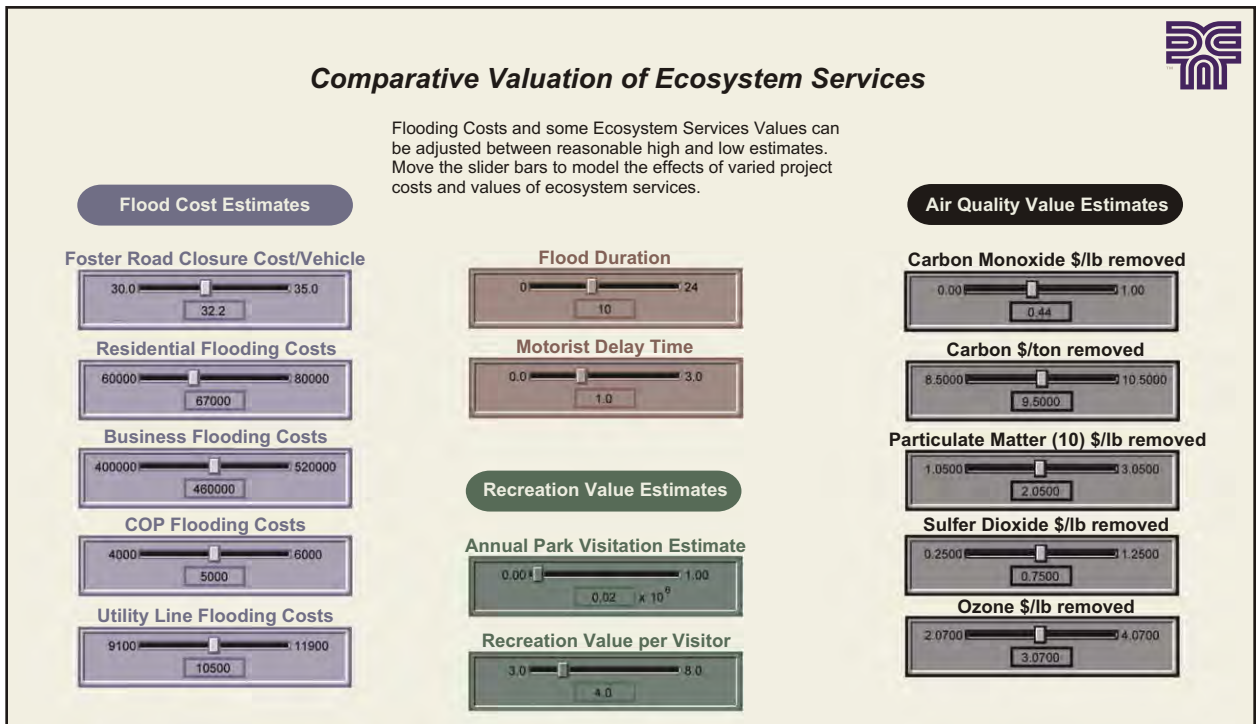 Comparative Valuation of Ecosystem Services
Flooding Costs and some Ecosystem Services Values can
be adjusted between reasonable high and low estimates.
Move the slider bars to model the effects of varied project
costs and values of ecosystem services.
Flood Cost Estimates
Foster Road Closure Cost/Vehicle
30.0 35.0
32.2
Residential Flooding Costs
60000 80000
67000
Business Flooding Costs
400000 520000
460000
COP Flooding Costs
4000 6000
5000
Utility Line Flooding Costs
9100 11900
10500
Flood Duration
0 24
10
Motorist Delay Time
0.0 3.0
1.0
Recreation Value Estimates
Annual Park Visitation Estimate
0.00 1.00
0.02 x 10⁶
Recreation Value per Visitor
3.0 8.0
4.0
Air Quality Value Estimates
Carbon Monoxide $/lb removed
0.00 1.00
0.44
Carbon $/ton removed
8.5000 10.5000
9.5000
Particulate Matter (10) $/lb removed
1.0500 3.0500
2.0500
Sulfer Dioxide $/lb removed
0.2500 1.2500
0.7500
Ozone $/lb removed
2.0700 4.0700
3.0700